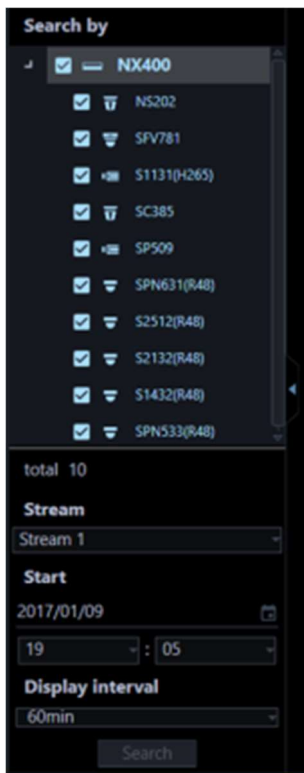 Search by
NX400
NS202
SFV781
S1131(H265)
SC385
SP509
SPN631(R48)
S2512(R48)
S2132(R48)
S1432(R48)
SPN533(R48)
total 10
Stream
Stream 1
Start
2017/01/09
19 : 05
Display interval
60min
Search